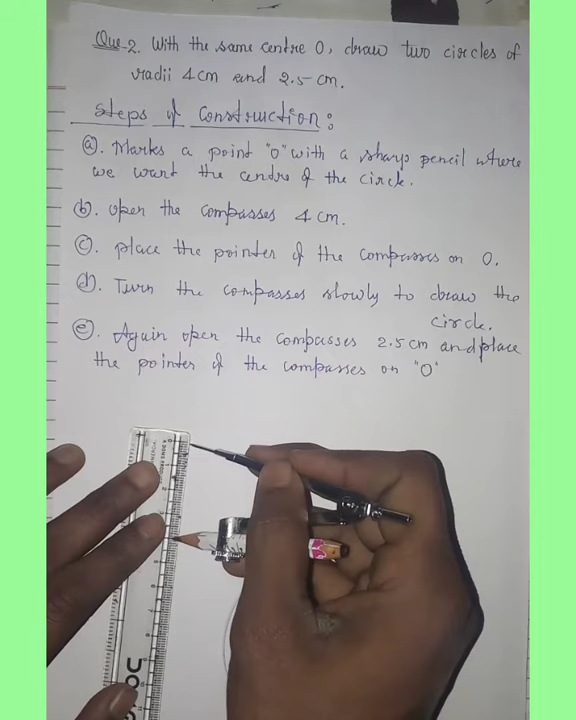 Que-2. With the same centre O, draw two circles of
radii 4cm and 2.5 cm.
Steps of Construction:
(a). Marks a point "O" with a sharp pencil where
we want the centre of the circle.
(b). Open the compasses 4 cm.
(c). place the pointer of the compasses on O.
(d). Turn the compasses slowly to draw the
circle.
(e). Again open the compasses 2.5 cm and place
the pointer of the compasses on "O"